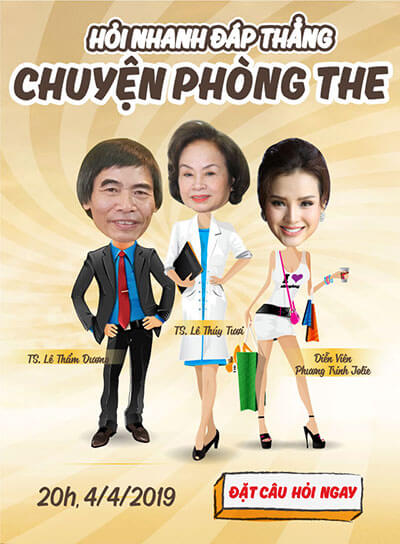 HỎI NHANH ĐÁP THẲNG
CHUYỆN PHÒNG THE
I ❤
TS. Lê Thẩm Dương
TS. Lê Thúy Tươi
Diễn Viên
Phương Trinh Jolie
20h, 4/4/2019
ĐẶT CÂU HỎI NGAY